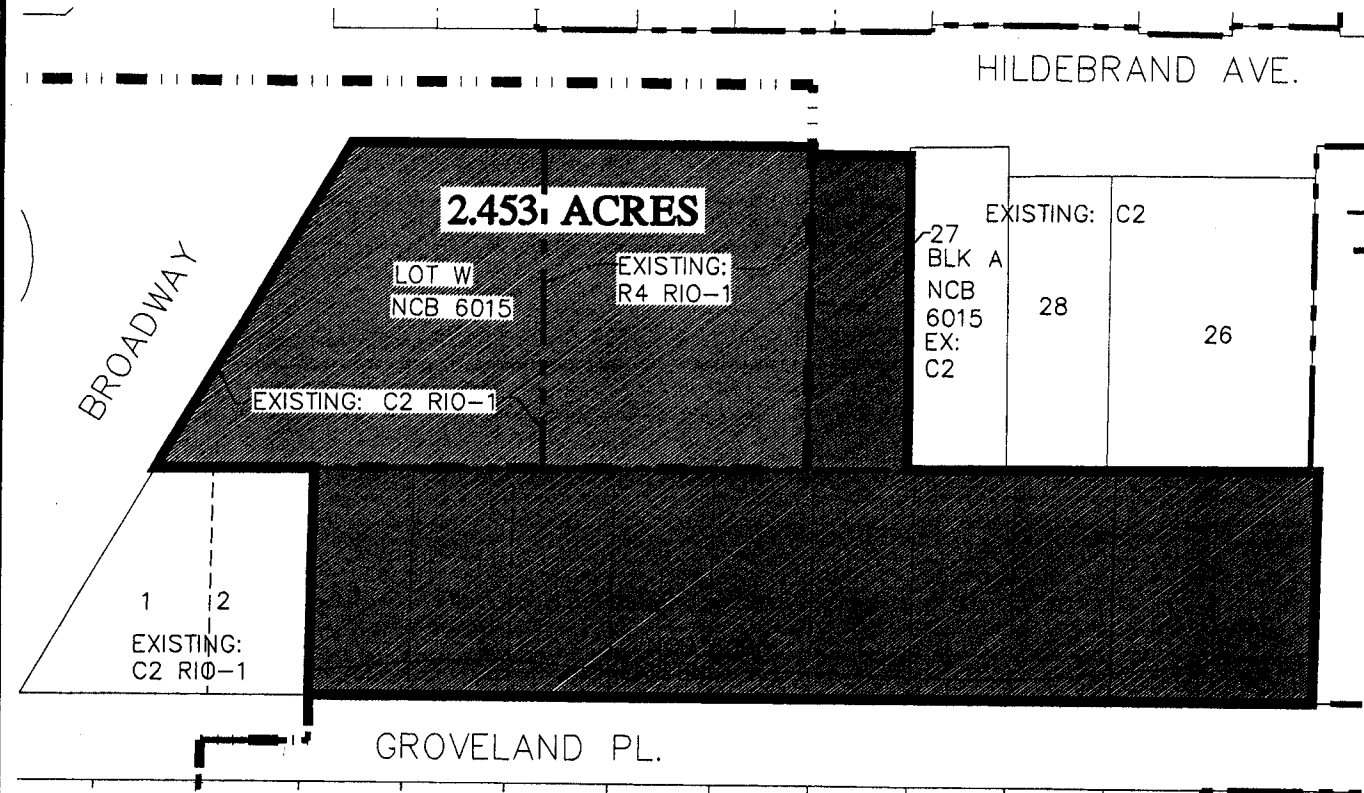 HILDEBRAND AVE.
2.453 ACRES
BROADWAY
LOT W
NCB 6015
EXISTING:
R4 RIO-1
EXISTING: C2 RIO-1
EXISTING: C2
27
BLK A
NCB
6015
EX:
C2
28
26
1 2
EXISTING:
C2 RIO-1
GROVELAND PL.